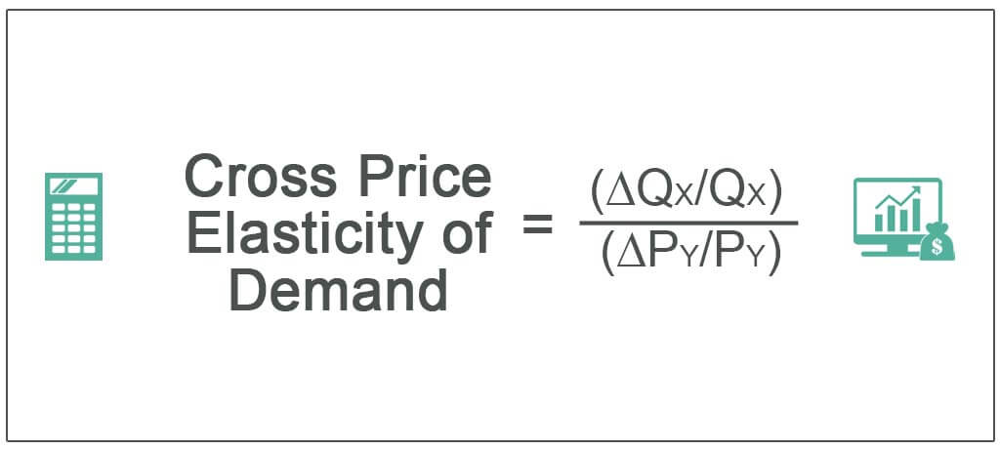 Cross Price
Elasticity of
Demand
=
(ΔQx/Qx)
(ΔPY/PY)
$